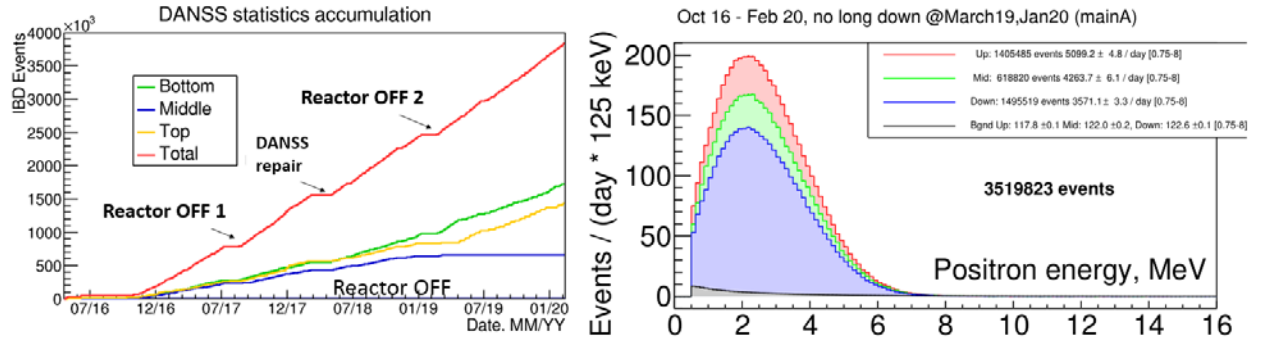 DANSS statistics accumulation
×10³
IBD Events
4000
3500
3000
2500
2000
1500
1000
500
0
Bottom
Middle
Top
Total
Reactor OFF 2
DANSS
repair
Reactor OFF 1
Reactor OFF
07/16 12/16 07/17 12/17 07/18 01/19 07/19 01/20
Date. MM/YY
Oct 16 - Feb 20, no long down @March19,Jan20 (mainA)
Events / (day * 125 keV)
200
150
100
50
0
Up: 1405485 events 5099.2 ± 4.8 / day [0.75-8]
Mid: 618820 events 4263.7 ± 6.1 / day [0.75-8]
Down: 1495519 events 3571.1 ± 3.3 / day [0.75-8]
Bgnd Up: 117.8 ±0.1 Mid: 122.0 ±0.2, Down: 122.6 ±0.1 [0.75-8]
3519823 events
Positron energy, MeV
0 2 4 6 8 10 12 14 16